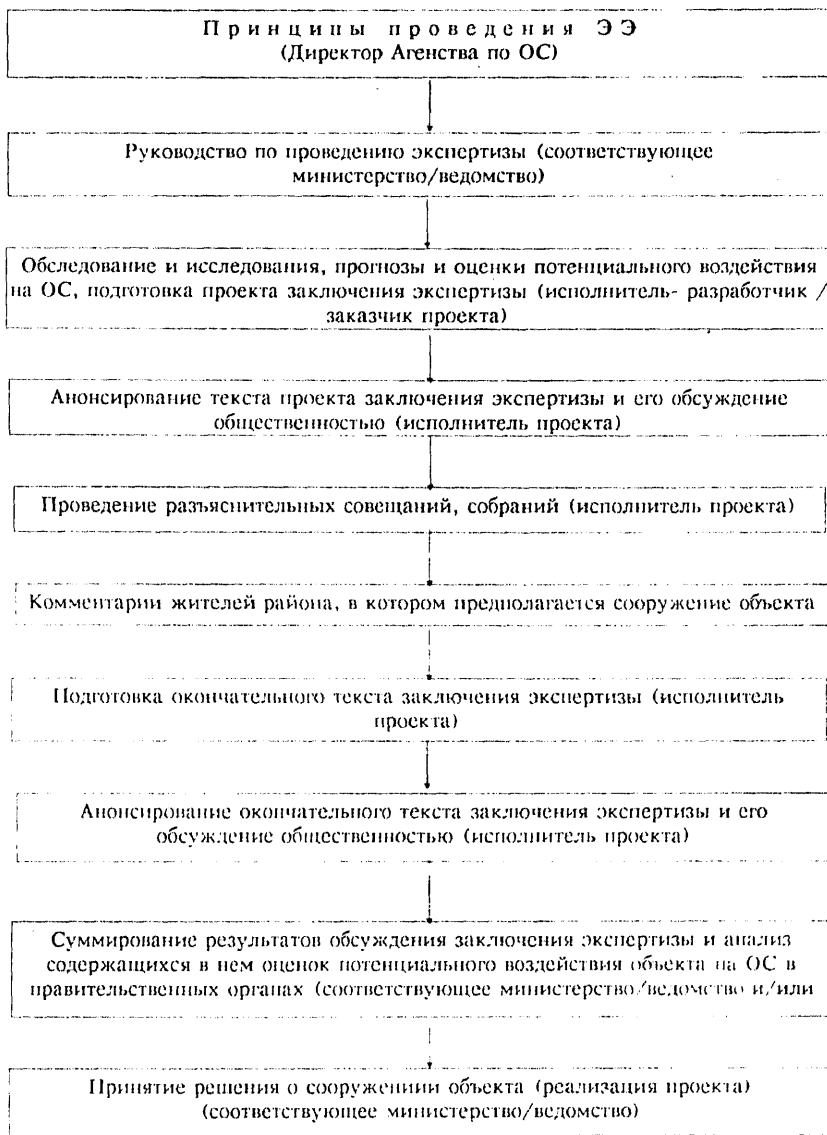 Принципы проведения ЭЭ
(Директор Агенства по ОС)
Руководство по проведению экспертизы (соответствующее
министерство/ведомство)
Обследование и исследования, прогнозы и оценки потенциального воздействия
на ОС, подготовка проекта заключения экспертизы (исполнитель- разработчик /
заказчик проекта)
Анонсирование текста проекта заключения экспертизы и его обсуждение
общественностью (исполнитель проекта)
Проведение разъяснительных совещаний, собраний (исполнитель проекта)
Комментарии жителей района, в котором предполагается сооружение объекта
Подготовка окончательного текста заключения экспертизы (исполнитель
проекта)
Анонсирование окончательного текста заключения экспертизы и его
обсуждение общественностью (исполнитель проекта)
Суммирование результатов обсуждения заключения экспертизы и анализ
содержащихся в нем оценок потенциального воздействия объекта на ОС в
правительственных органах (соответствующее министерство/ведомство и/или
Принятие решения о сооружениии объекта (реализация проекта)
(соответствующее министерство/ведомство)